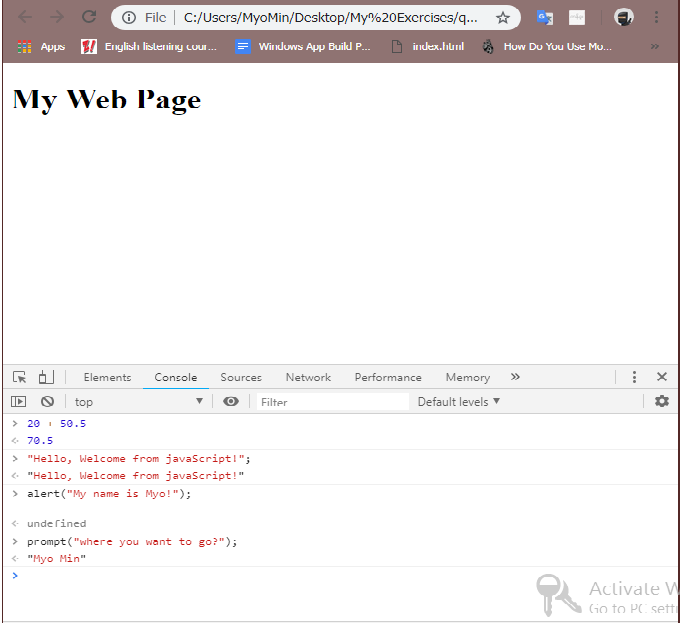 File | C:/Users/MyoMin/Desktop/My%20Exercises/q...
Apps English listening cour... Windows App Build P... index.html How Do You Use Mo... »
My Web Page
Elements Console Sources Network Performance Memory »
top Filter Default levels ▼
> 20 + 50.5
< 70.5
> "Hello, Welcome from javaScript!";
< "Hello, Welcome from javaScript!"
> alert("My name is Myo!");
< undefined
> prompt("where you want to go?");
< "Myo Min"
>
Activate W
Go to PC setti